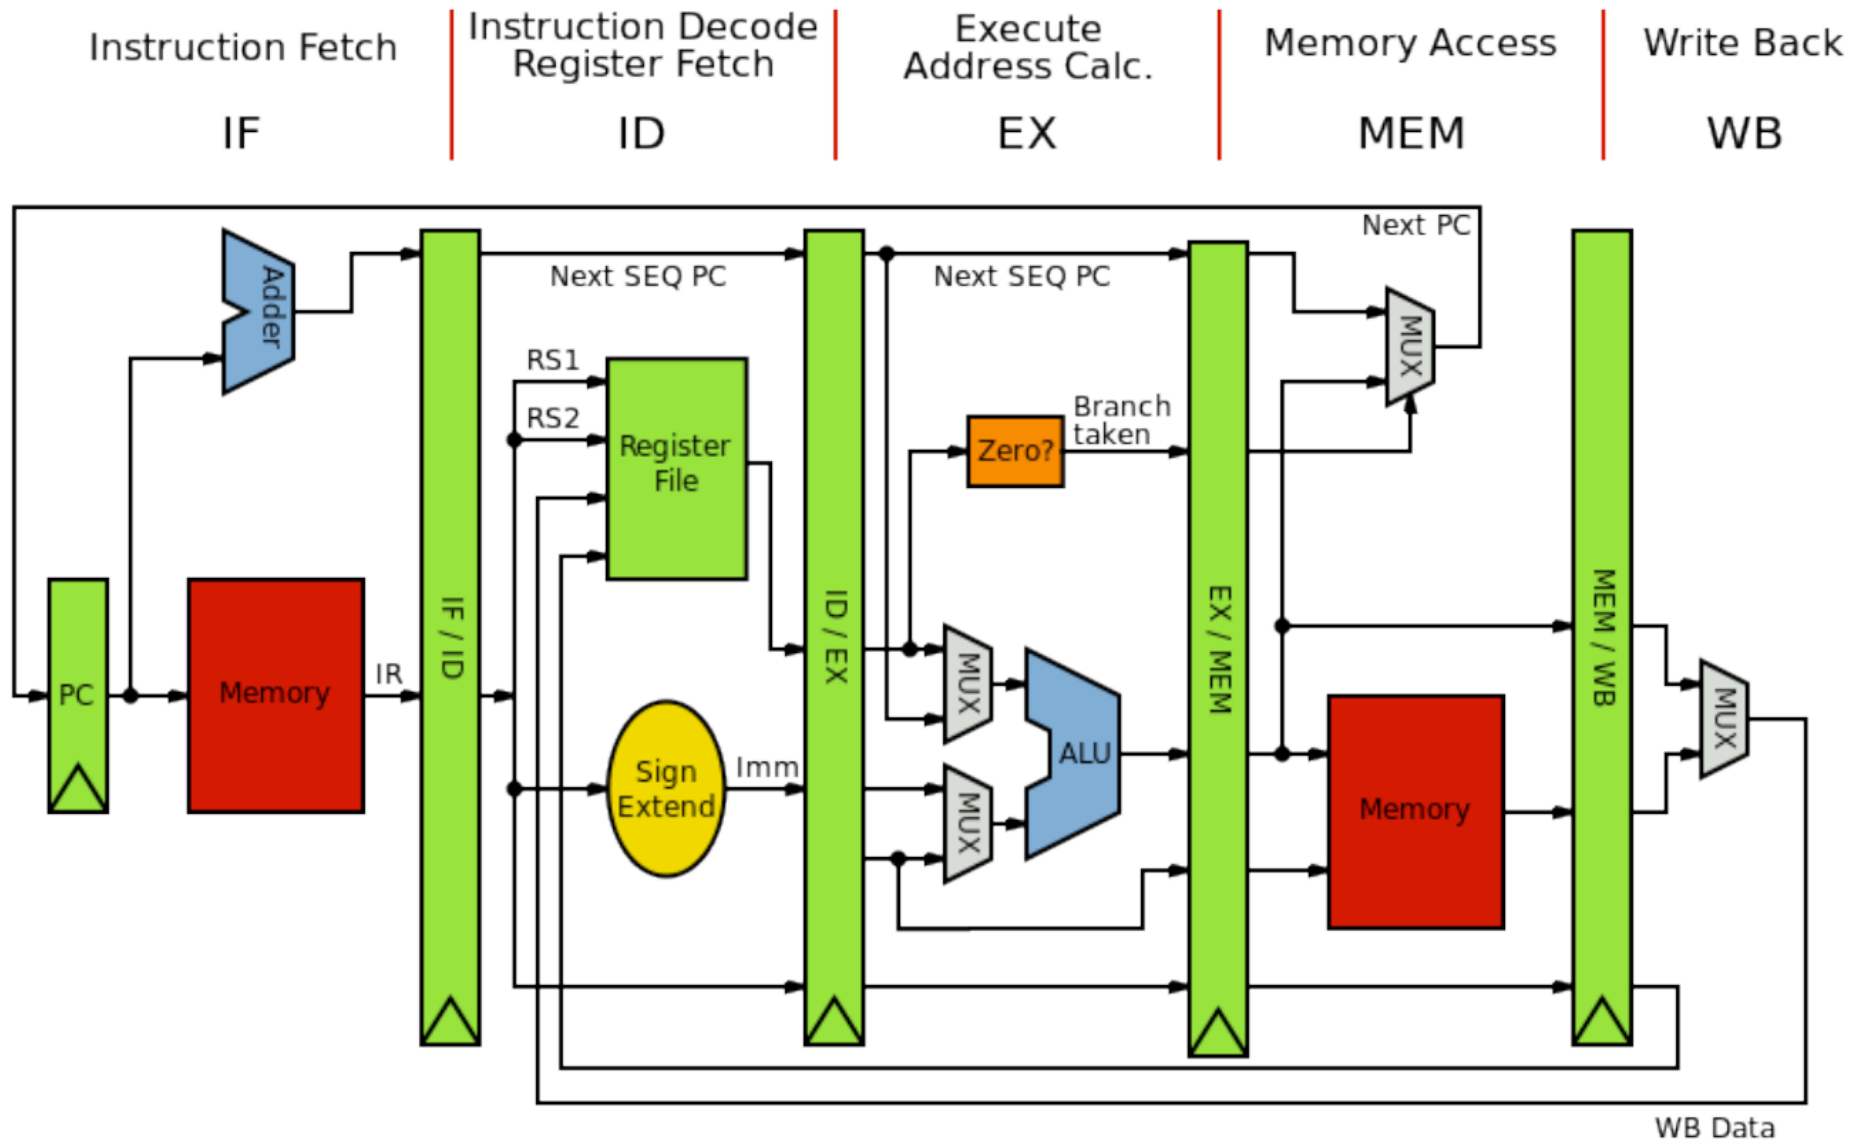 Instruction Fetch
IF
Instruction Decode
Register Fetch
ID
Execute
Address Calc.
EX
Memory Access
MEM
Write Back
WB
Next PC
Adder
Next SEQ PC
Next SEQ PC
MUX
RS1
RS2
Register
File
Branch
taken
Zero?
PC
Memory
IR
IF / ID
Sign
Extend
Imm
ID / EX
MUX
MUX
ALU
EX / MEM
Memory
MEM / WB
MUX
WB Data